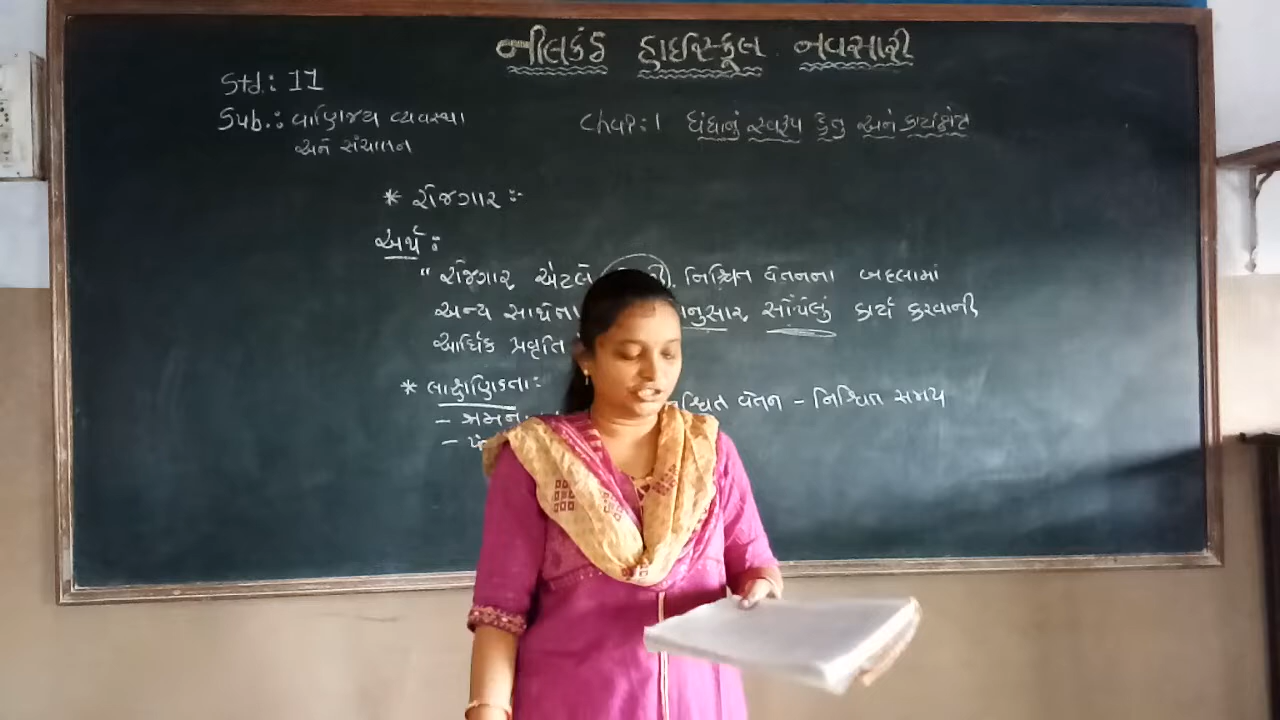 નીલકંઠ હાઈસ્કૂલ નવસારી
Std: 11
Sub.: વાણિજ્ય વ્યવસ્થા
અને સંચાલન
Chap:1 ધંધાનું સ્વરૂપ હેતુ અને કાર્યક્ષેત્ર
* રોજગાર :-
અર્થ :
" રોજગાર એટલે નિશ્ચિત વેતનના બદલામાં
અન્ય સાથેના અનુસાર સોંપેલું કાર્ય કરવાની
આર્થિક પ્રવૃતિ
* લાક્ષણિકતા:
વેતન - નિશ્ચિત સમય